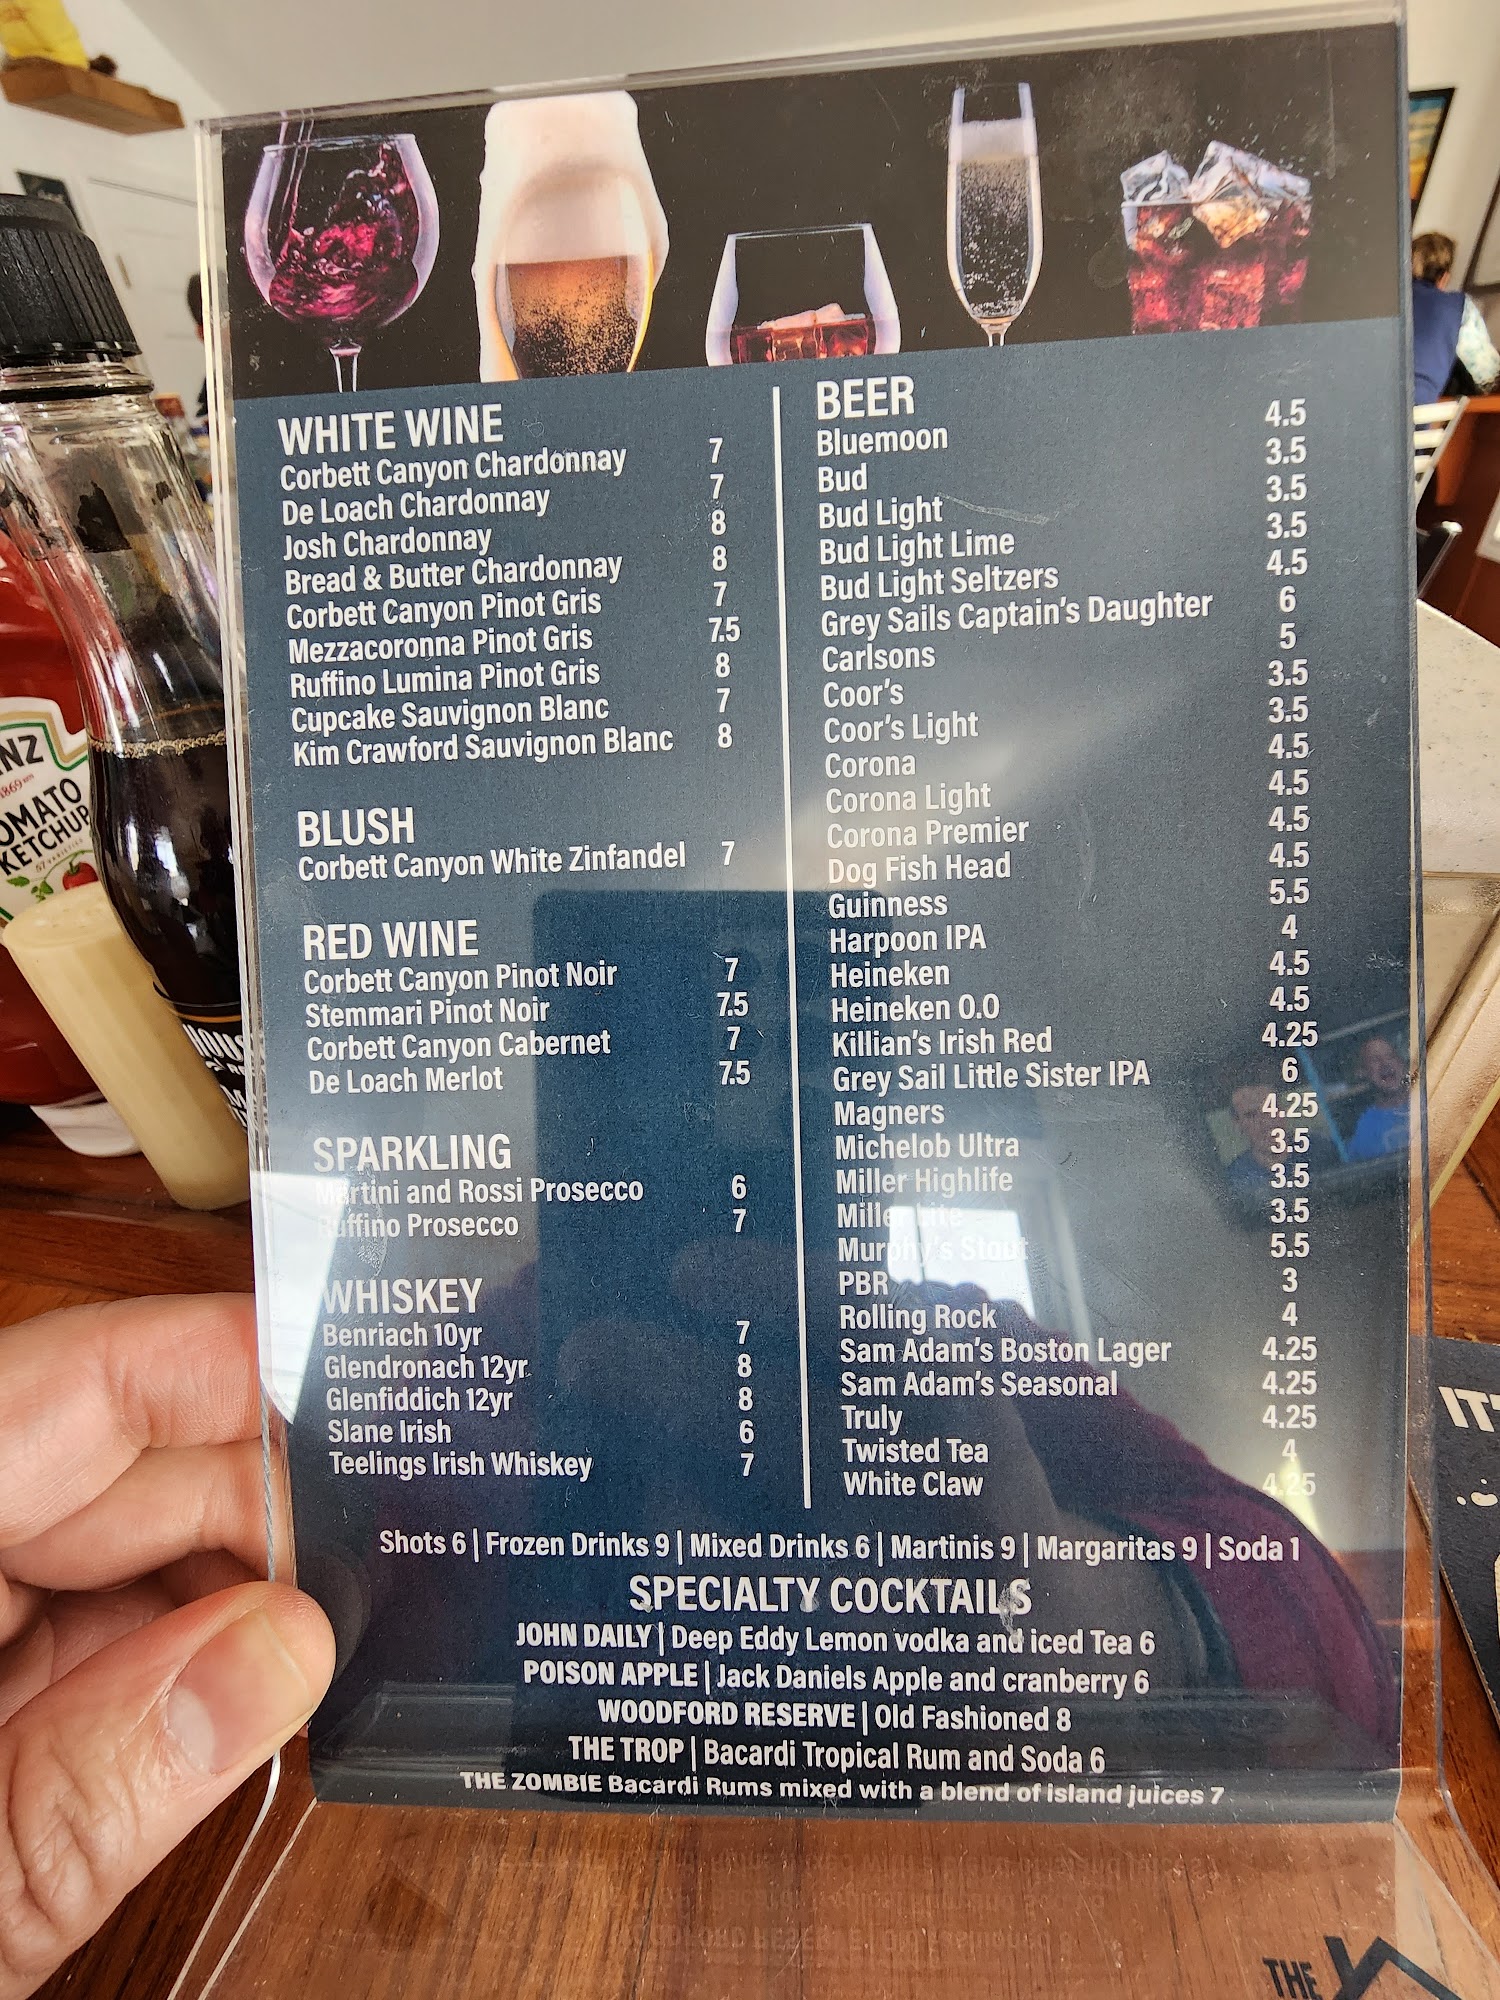 WHITE WINE
Corbett Canyon Chardonnay 7
De Loach Chardonnay 7
Josh Chardonnay 8
Bread & Butter Chardonnay 8
Corbett Canyon Pinot Gris 7
Mezzacoronna Pinot Gris 7.5
Ruffino Lumina Pinot Gris 8
Cupcake Sauvignon Blanc 7
Kim Crawford Sauvignon Blanc 8
BLUSH
Corbett Canyon White Zinfandel 7
RED WINE
Corbett Canyon Pinot Noir 7
Stemmari Pinot Noir 7.5
Corbett Canyon Cabernet 7
De Loach Merlot 7.5
SPARKLING
Martini and Rossi Prosecco 6
Ruffino Prosecco 7
WHISKEY
Benriach 10yr 7
Glendronach 12yr 8
Glenfiddich 12yr 8
Slane Irish 6
Teelings Irish Whiskey 7
BEER
Bluemoon 4.5
Bud 3.5
Bud Light 3.5
Bud Light Lime 3.5
Bud Light Seltzers 4.5
Grey Sails Captain's Daughter 6
Carlsons 5
Coor's 3.5
Coor's Light 3.5
Corona 4.5
Corona Light 4.5
Corona Premier 4.5
Dog Fish Head 4.5
Guinness 5.5
Harpoon IPA 4
Heineken 4.5
Heineken 0.0 4.5
Killian's Irish Red 4.25
Grey Sail Little Sister IPA 6
Magners 4.25
Michelob Ultra 3.5
Miller Highlife 3.5
Miller Lite 3.5
Murphy's Stout 5.5
PBR 3
Rolling Rock 4
Sam Adam's Boston Lager 4.25
Sam Adam's Seasonal 4.25
Truly 4.25
Twisted Tea 4
White Claw 4.25
Shots 6 | Frozen Drinks 9 | Mixed Drinks 6 | Martinis 9 | Margaritas 9 | Soda 1
SPECIALTY COCKTAILS
JOHN DAILY | Deep Eddy Lemon vodka and iced Tea 6
POISON APPLE | Jack Daniels Apple and cranberry 6
WOODFORD RESERVE | Old Fashioned 8
THE TROP | Bacardi Tropical Rum and Soda 6
THE ZOMBIE Bacardi Rums mixed with a blend of island juices 7
NZ
OMATO
KETCHUP
THE